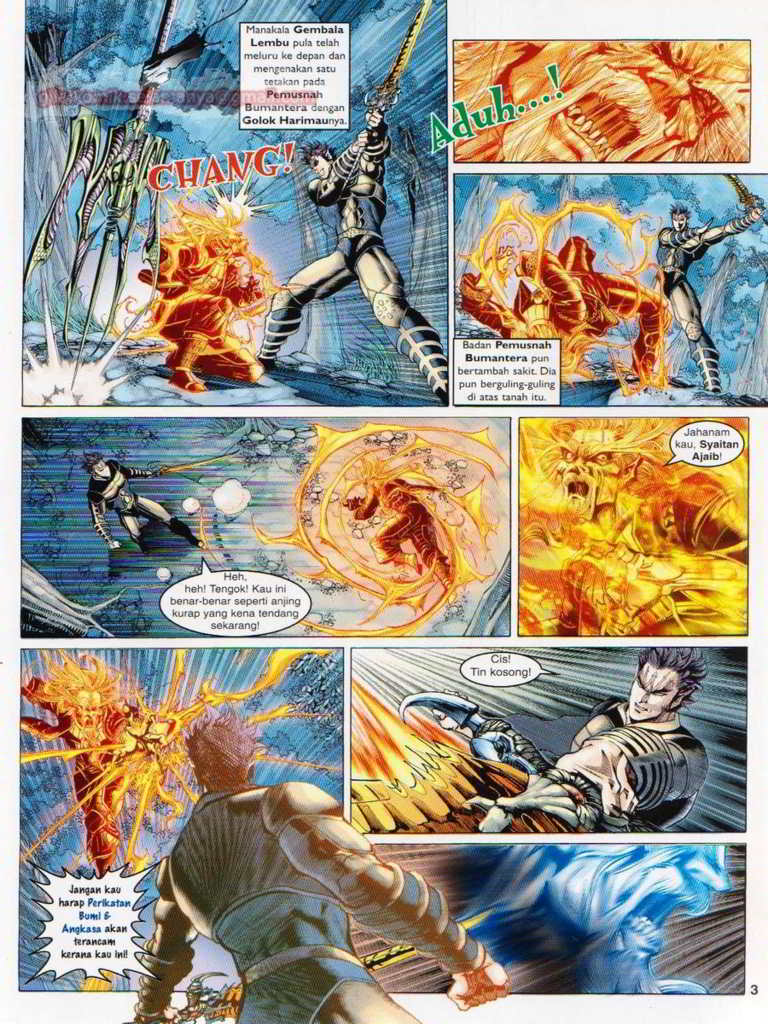 Manakala Gembala
Lembu pula telah
meluru ke depan dan
mengenakan satu
tetakan pada
Pemusnah
Bumantera dengan
Golok Harimaunya.
CHANG!
Aduh....!
Badan Pemusnah
Bumantera pun
bertambah sakit. Dia
pun berguling-guling
di atas tanah itu.
Heh,
heh! Tengok! Kau ini
benar-benar seperti anjing
kurap yang kena tendang
sekarang!
Jahanam
kau, Syaitan
Ajaib!
Jangan kau
harap Perikatan
Bumi &
Angkasa akan
terancam
kerana kau ini!
Cis!
Tin kosong!
3